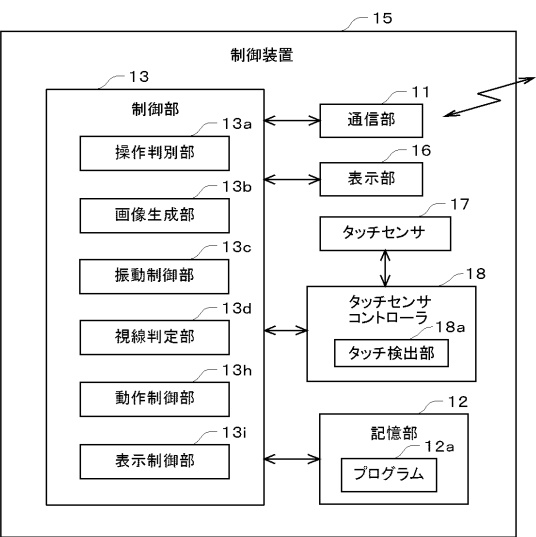 15
制御装置
13
制御部
13a
操作判別部
13b
画像生成部
13c
振動制御部
13d
視線判定部
13h
動作制御部
13i
表示制御部
11
通信部
16
表示部
17
タッチセンサ
18
タッチセンサ
コントローラ
18a
タッチ検出部
12
記憶部
12a
プログラム